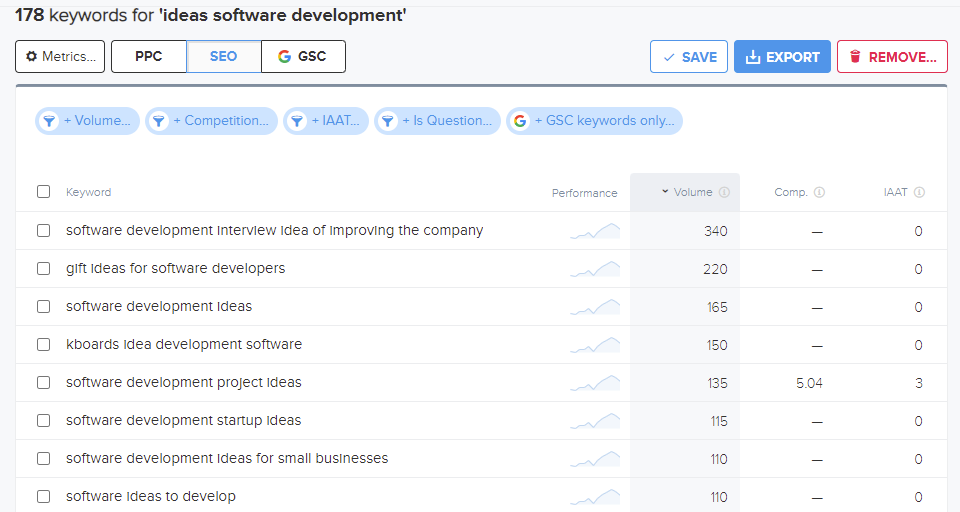 178 keywords for 'ideas software development'
Metrics... PPC SEO GSC SAVE EXPORT REMOVE...
+ Volume... + Competition... + IAAT... + Is Question... + GSC keywords only...
Keyword Performance Volume Comp. IAAT
software development interview idea of improving the company 340 — 0
gift ideas for software developers 220 — 0
software development ideas 165 — 0
kboards idea development software 150 — 0
software development project ideas 135 5.04 3
software development startup ideas 115 — 0
software development ideas for small businesses 110 — 0
software ideas to develop 110 — 0